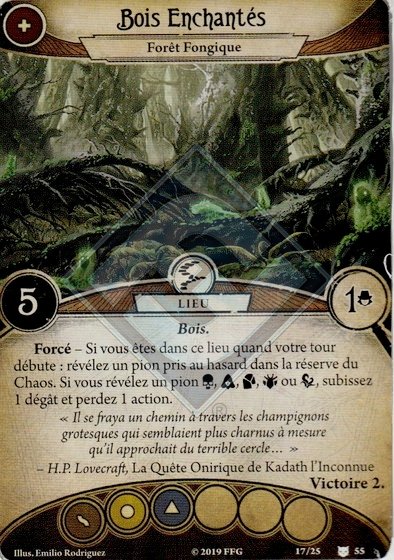 Bois Enchantés
Forêt Fongique
5
LIEU
1
Bois.
Forcé – Si vous êtes dans ce lieu quand votre tour
débute : révélez un pion pris au hasard dans la réserve du
Chaos. Si vous révélez un pion , , , ou , subissez
1 dégât et perdez 1 action.
« Il se fraya un chemin à travers les champignons
grotesques qui semblaient plus charnus à mesure
qu'il approchait du terrible cercle… »
– H.P. Lovecraft, La Quête Onirique de Kadath l'Inconnue
Victoire 2.
Illus. Emilio Rodriguez
© 2019 FFG
17/25
55